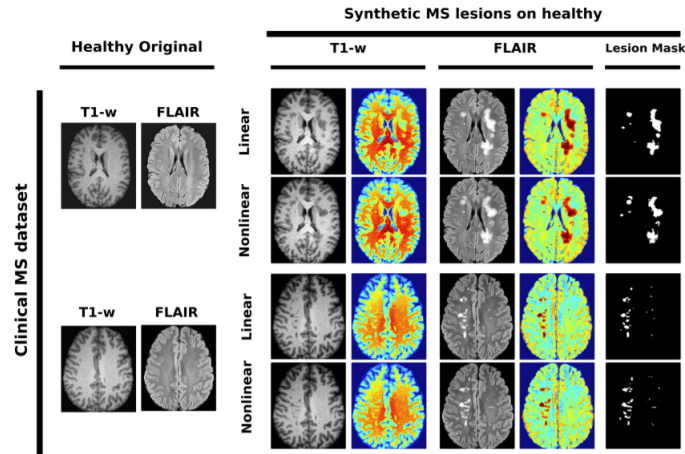 Synthetic MS lesions on healthy
Healthy Original
T1-w FLAIR Lesion Mask
Clinical MS dataset
T1-w FLAIR
Linear
Nonlinear
T1-w FLAIR
Linear
Nonlinear